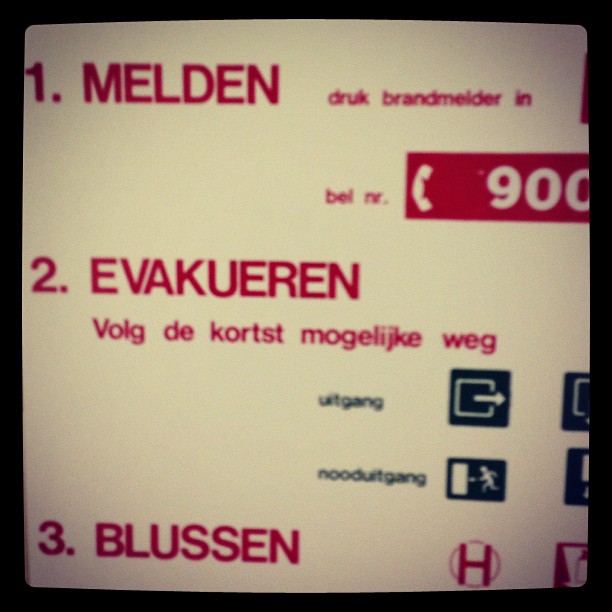 1. MELDEN druk brandmelder in
bel nr. 900
2. EVAKUEREN
Volg de kortst mogelijke weg
uitgang
nooduitgang
3. BLUSSEN H